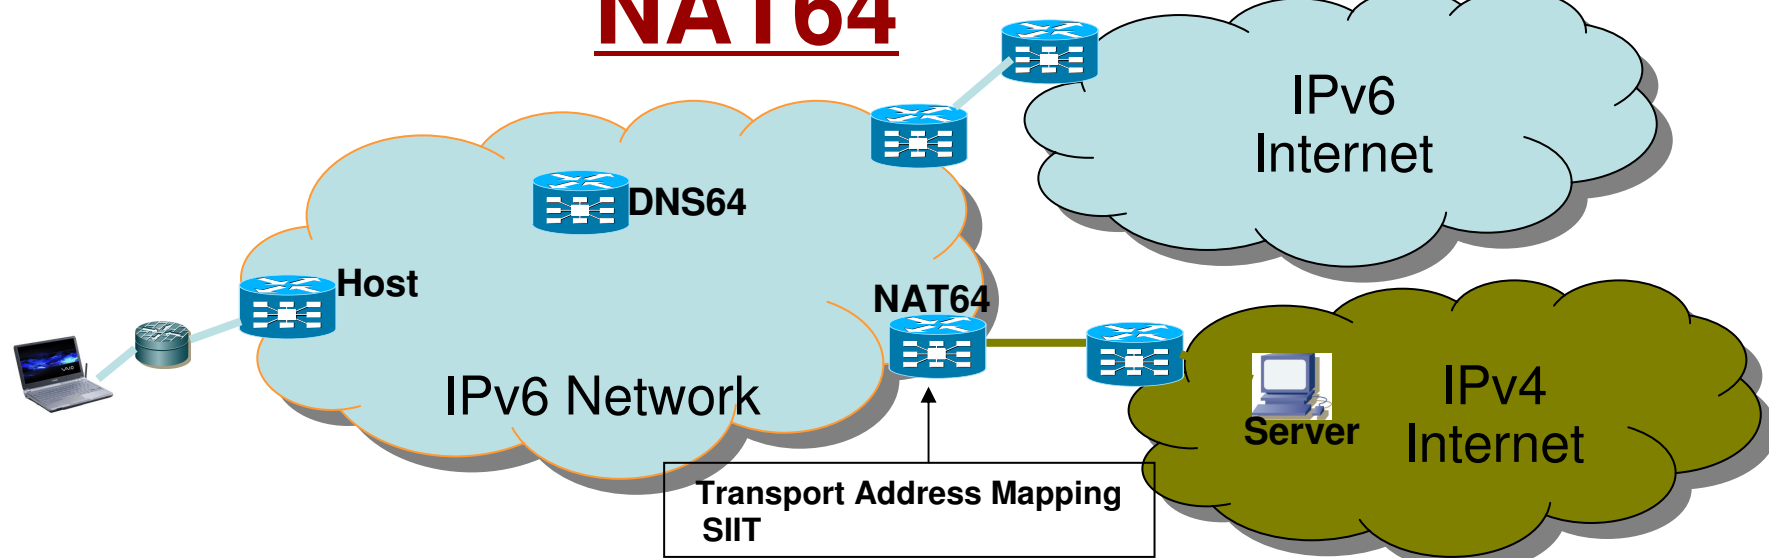 NAT64
IPv6
Internet
DNS64
Host
NAT64
IPv6 Network
IPv4
Internet
Server
Transport Address Mapping
SIIT